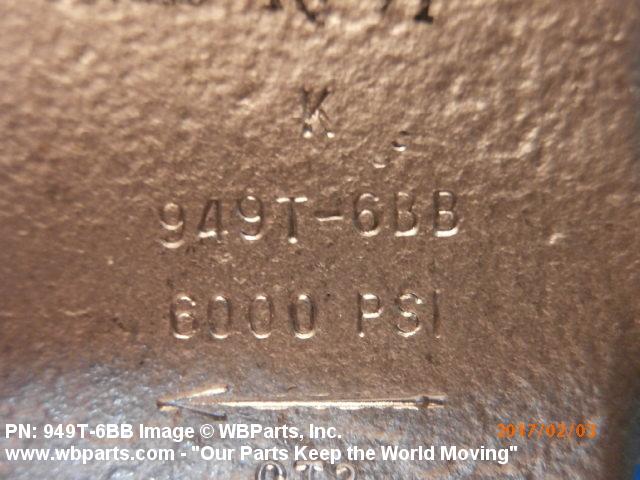 K
949T-6BB
6000 PSI
PN: 949T-6BB Image © WBParts, Inc.
2017/02/03
www.wbparts.com - "Our Parts Keep the World Moving"